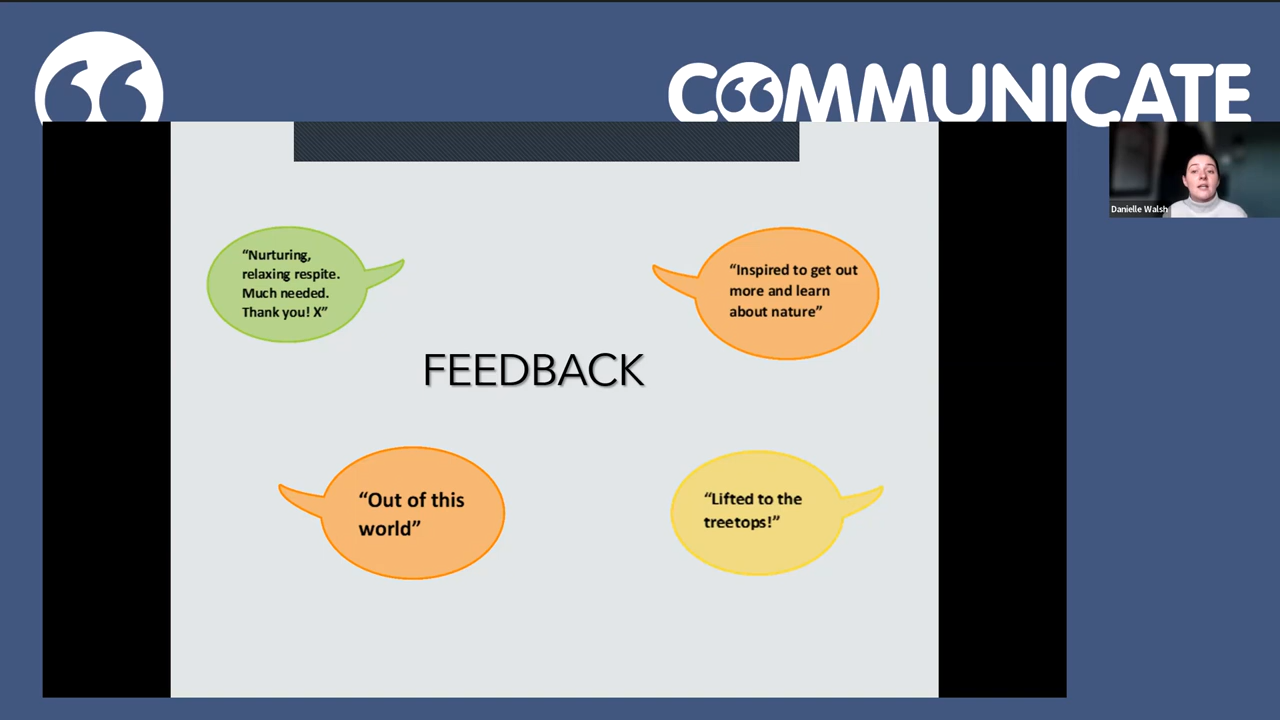 COMMUNICATE
Danielle Walsh
“Nurturing,
relaxing respite.
Much needed.
Thank you! X”
“Inspired to get out
more and learn
about nature”
FEEDBACK
“Out of this
world”
“Lifted to the
treetops!”